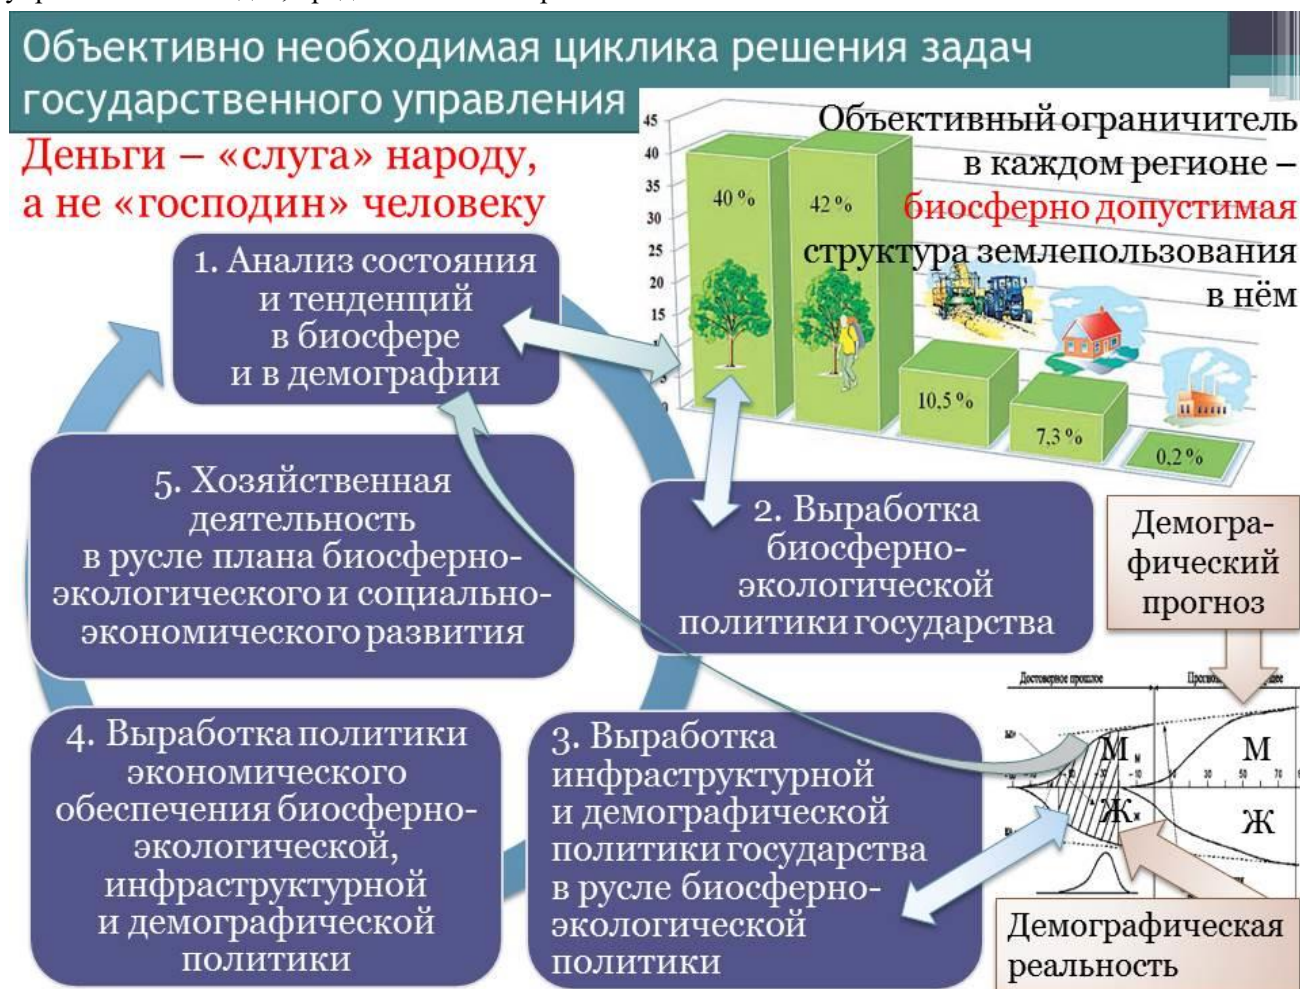 Объективно необходимая циклика решения задач
государственного управления
Деньги – «слуга» народу,
а не «господин» человеку
Объективный ограничитель
в каждом регионе –
биосферно допустимая
структура землепользования
в нём
45
40
35
30
25
20
15
40 %
42 %
10,5 %
7,3 %
0,2 %
1. Анализ состояния
и тенденций
в биосфере
и в демографии
2. Выработка
биосферно-
экологической
политики государства
3. Выработка
инфраструктурной
и демографической
политики государства
в русле биосферно-
экологической
политики
4. Выработка политики
экономического
обеспечения биосферно-
экологической,
инфраструктурной
и демографической
политики
5. Хозяйственная
деятельность
в русле плана биосферно-
экологического и социально-
экономического развития
Демогра-
фический
прогноз
Достоверное прошлое
М
М
Ж
Ж
10
30
50
70
Демографическая
реальность